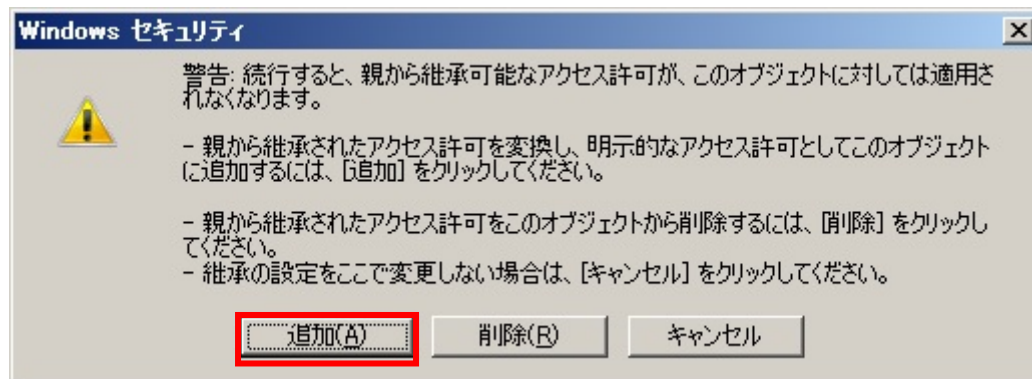 Windows セキュリティ
警告: 続行すると、親から継承可能なアクセス許可が、このオブジェクトに対しては適用さ
れなくなります。
- 親から継承されたアクセス許可を変換し、明示的なアクセス許可としてこのオブジェクト
に追加するには、[追加] をクリックしてください。
- 親から継承されたアクセス許可をこのオブジェクトから削除するには、[削除] をクリックし
てください。
- 継承の設定をここで変更しない場合は、[キャンセル] をクリックしてください。
追加(A) 削除(R) キャンセル